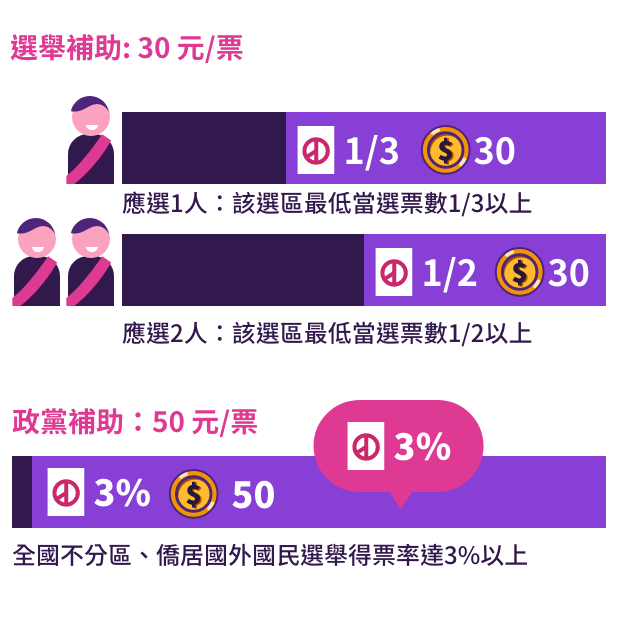 選舉補助: 30 元/票
1/3 $ 30
應選1人：該選區最低當選票數1/3以上
1/2 $ 30
應選2人：該選區最低當選票數1/2以上
政黨補助：50 元/票
3%
3% $ 50
全國不分區、僑居國外國民選舉得票率達3%以上